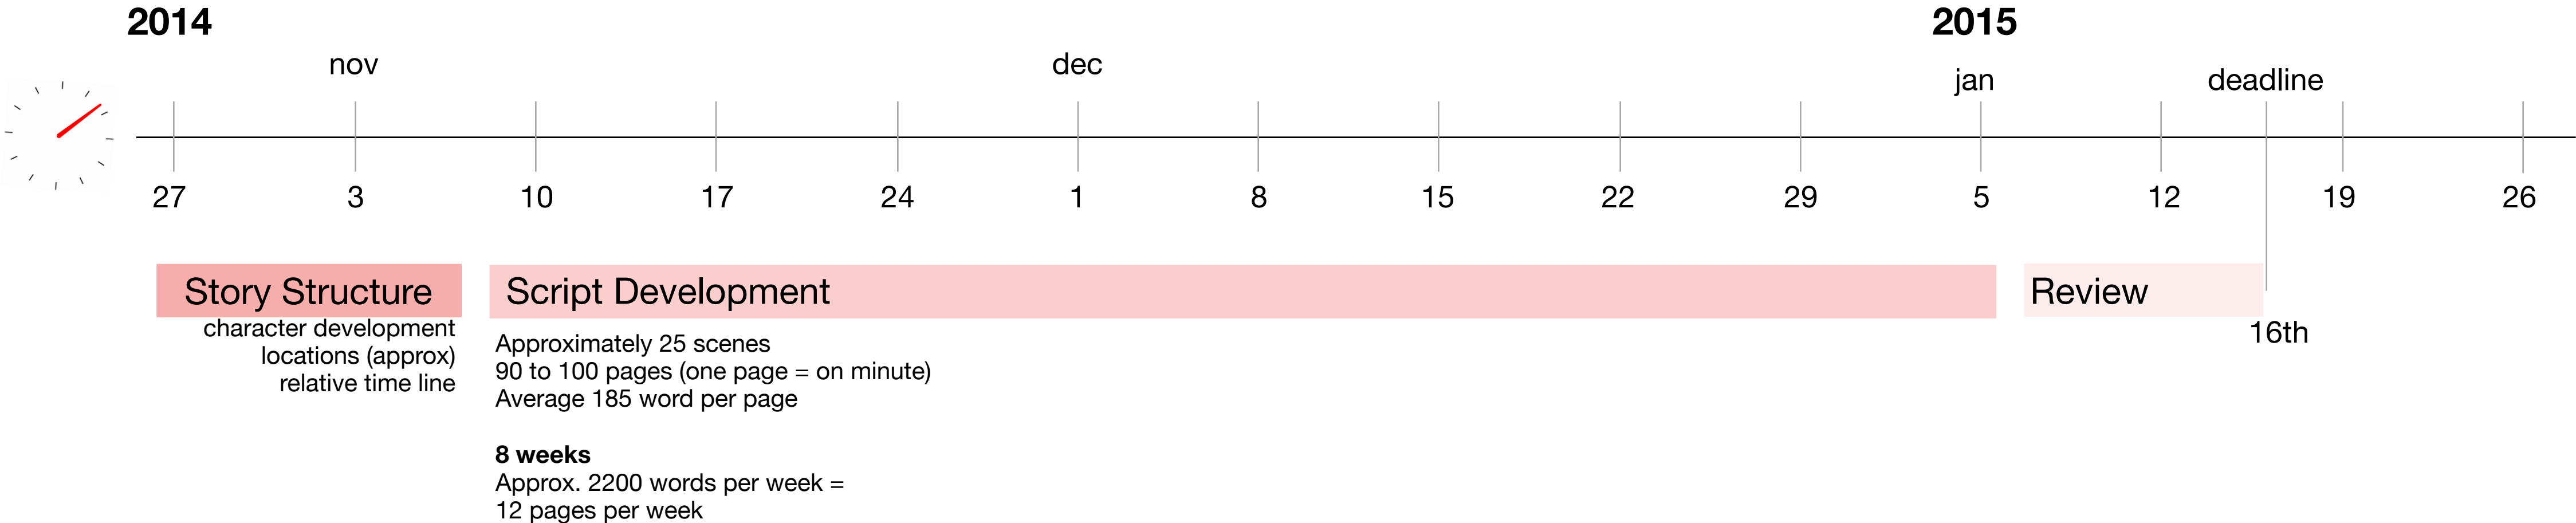 2014
2015
nov
dec
jan
deadline
27 3 10 17 24 1 8 15 22 29 5 12 19 26
Story Structure
character development
locations (approx)
relative time line
Script Development
Approximately 25 scenes
90 to 100 pages (one page = on minute)
Average 185 word per page
8 weeks
Approx. 2200 words per week =
12 pages per week
Review
16th